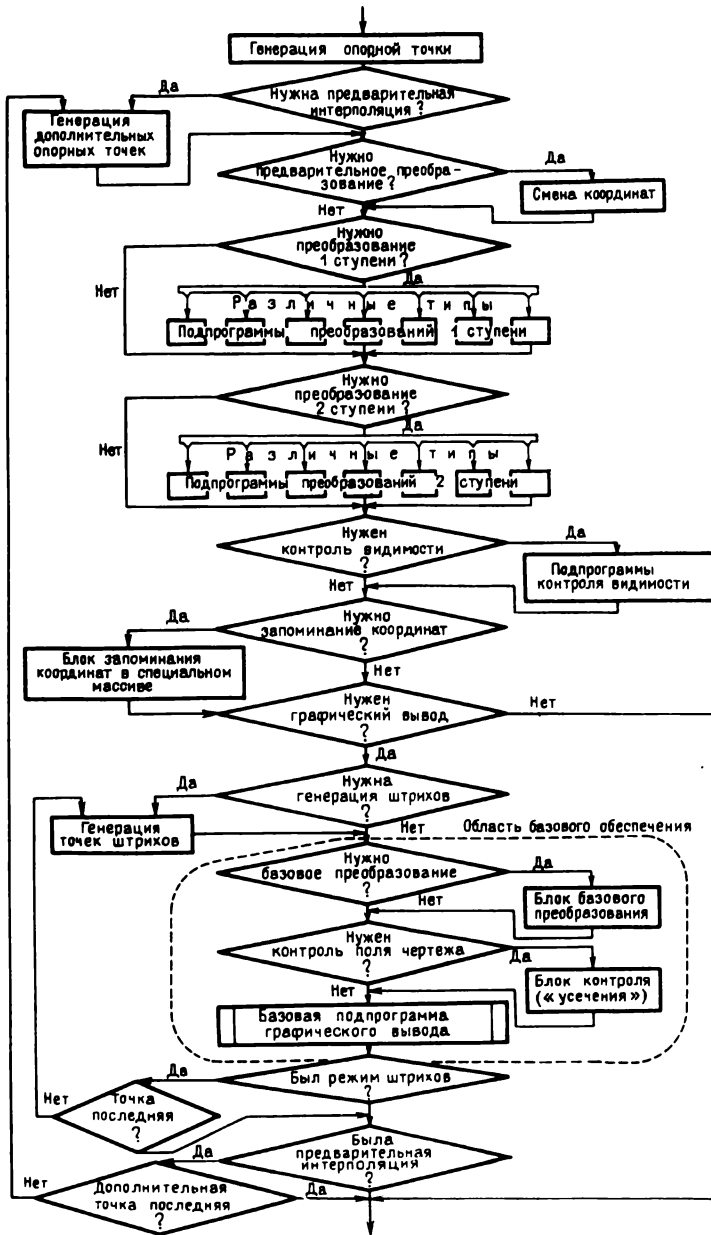 Генерация опорной точки
Да
Нужна предварительная
интерполяция ?
Генерация
дополнительных
опорных точек
Нужно
предварительное преобра-
зование ?
Да
Смена координат
Нет
Нужно
преобразование
1 ступени ?
Нет
Да
Различные типы
Подпрограммы преобразований 1 ступени
Нужно
преобразование
2 ступени ?
Нет
Да
Различные типы
Подпрограммы преобразований 2 ступени
Нужен
контроль видимости
?
Да
Подпрограммы
контроля видимости
Нет
Нужно
запоминание координат
?
Да
Блок запоминания
координат в специальном
массиве
Нет
Нужен
графический вывод
?
Нет
Да
Нужна
генерация штрихов
?
Да
Генерация
точек штрихов
Нет
Область базового обеспечения
Нужно
базовое преобразование
?
Да
Блок базового
преобразования
Нет
Нужен
контроль поля чертежа
?
Да
Блок контроля
(« усечения »)
Нет
Базовая подпрограмма
графического вывода
Был режим штрихов
?
Да
Точка
последняя
?
Нет
Была
предварительная
интерполяция
?
Да
Дополнительная
точка последняя
?
Нет
Да